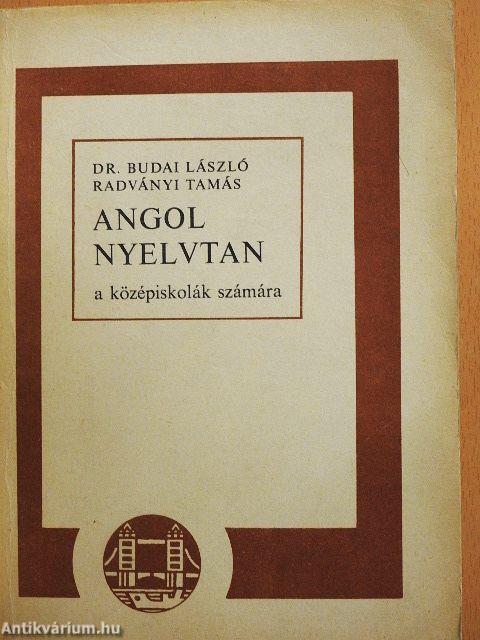 DR. BUDAI LÁSZLÓ
RADVÁNYI TAMÁS
ANGOL
NYELVTAN
a középiskolák számára
Antikvárium.hu